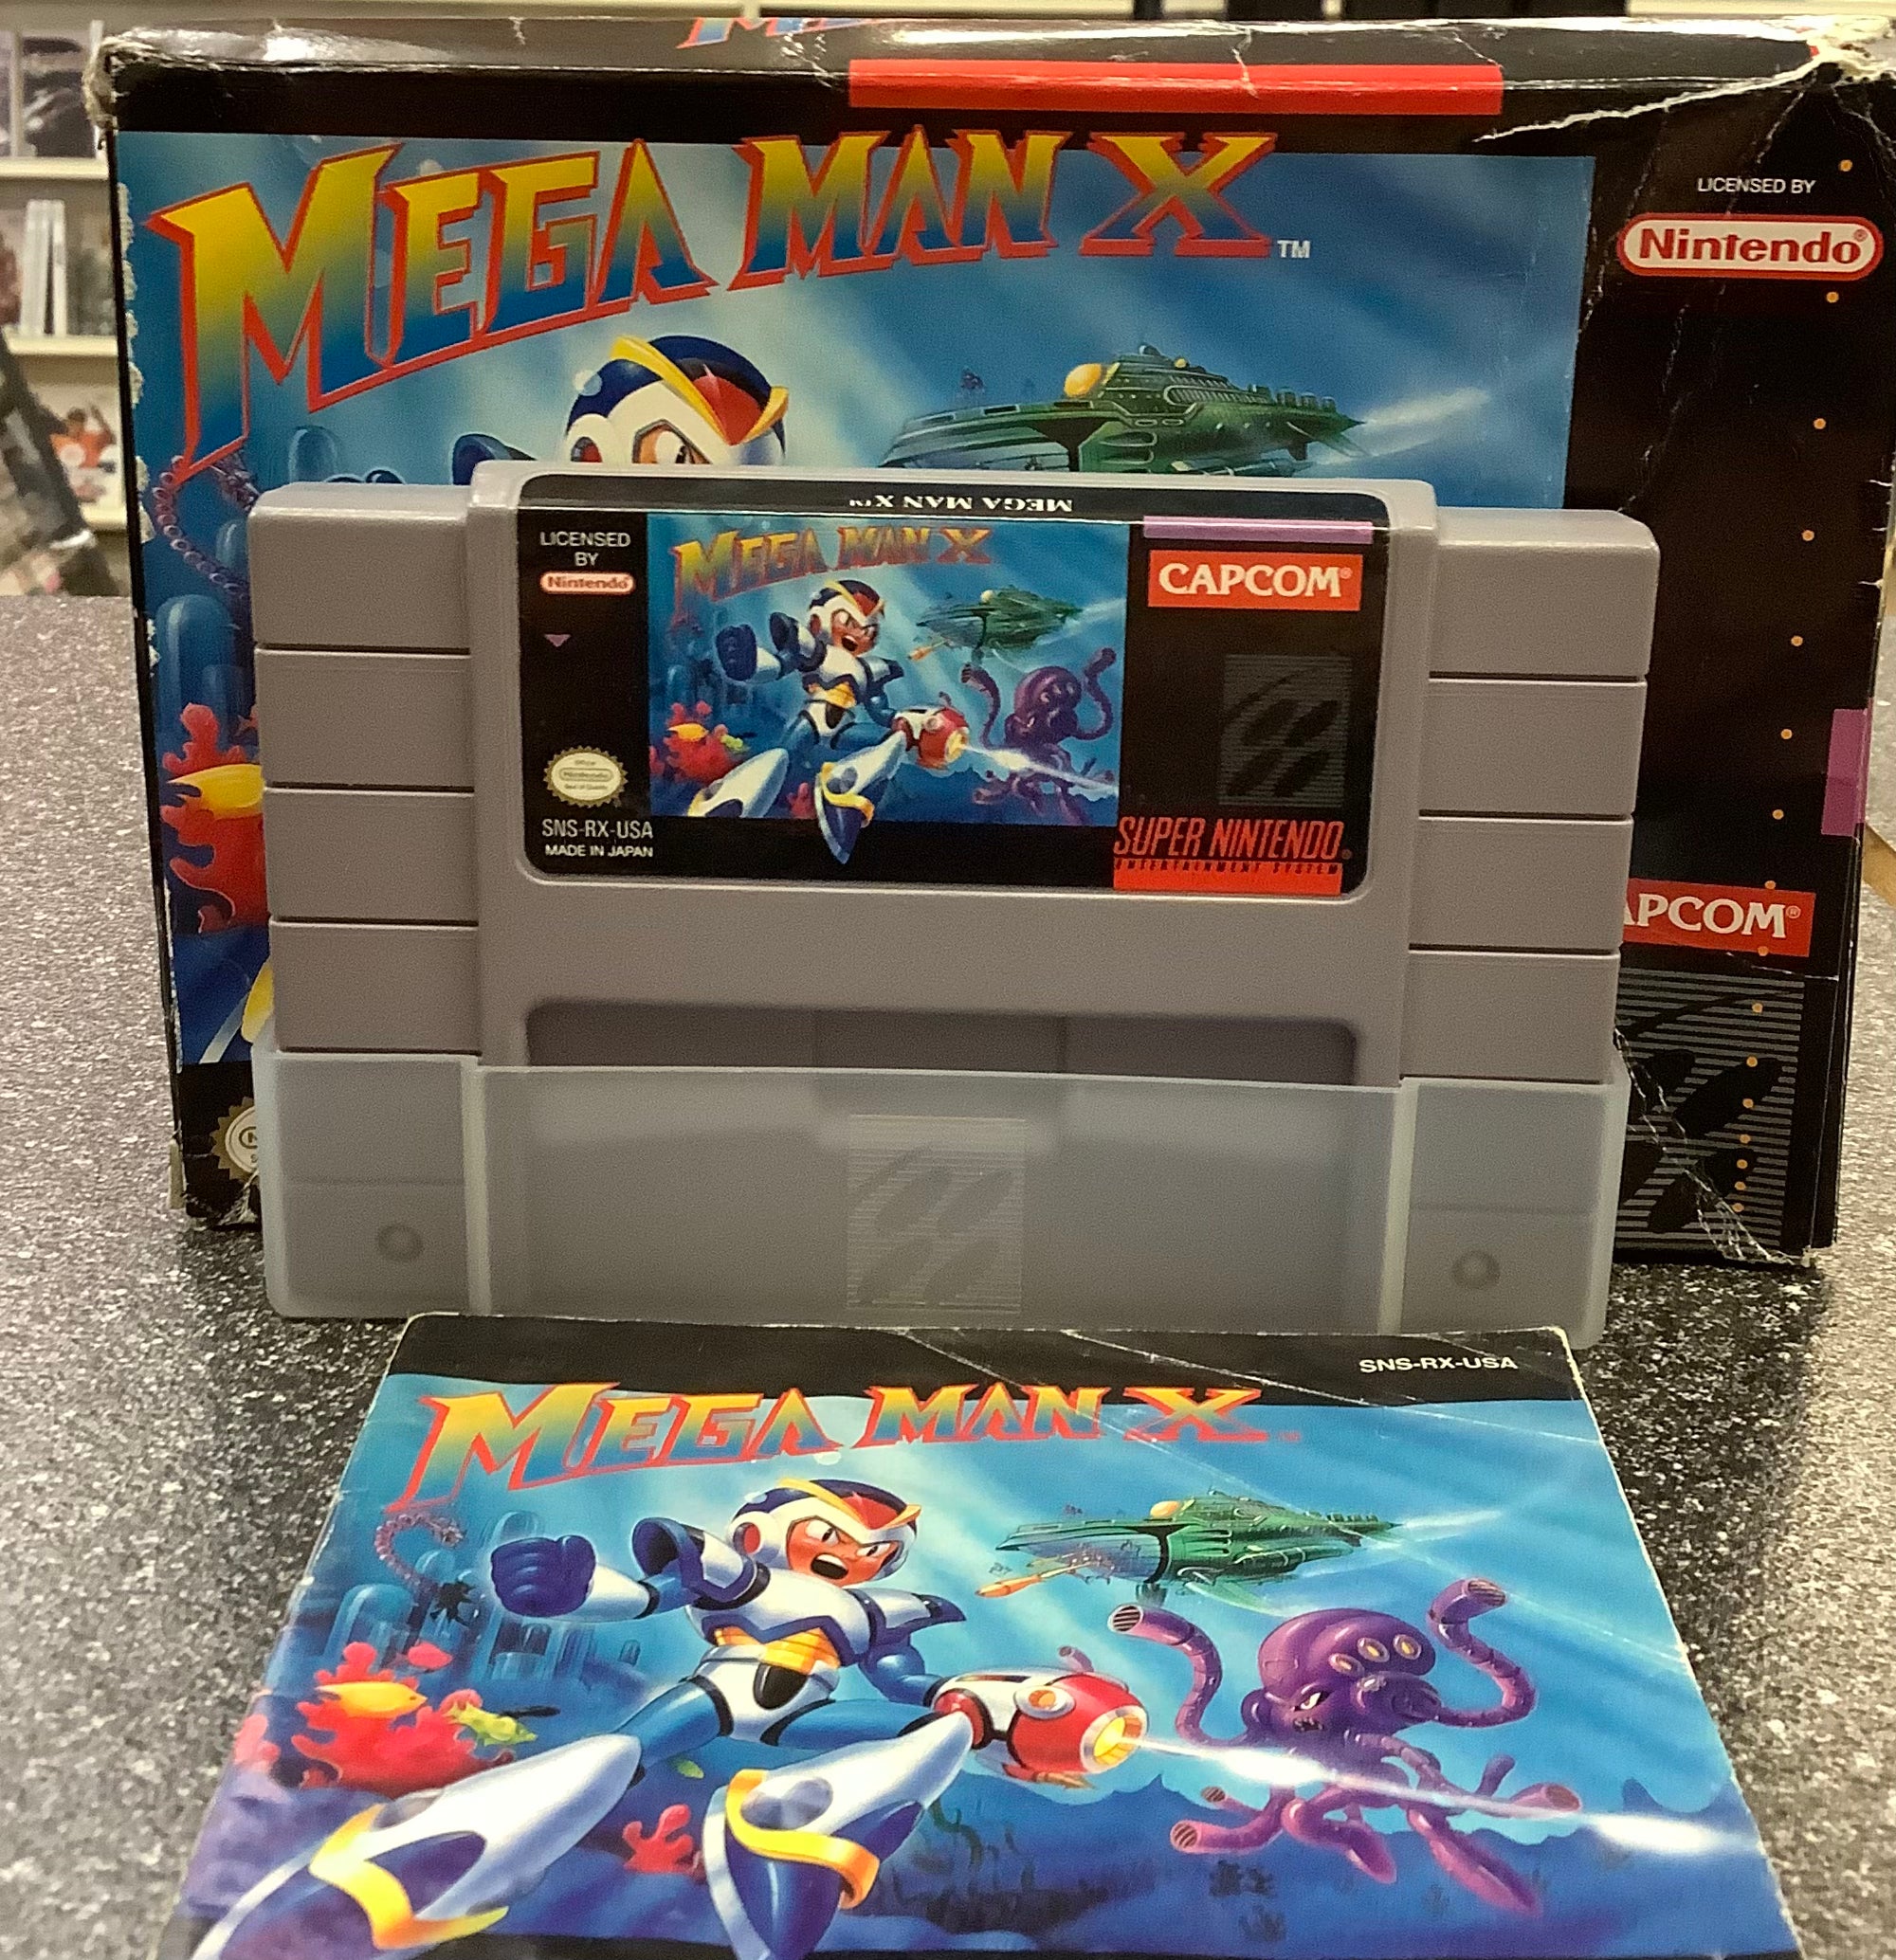 MEGA MAN X™
LICENSED BY
Nintendo®
MEGA MAN X™
LICENSED
BY
Nintendo®
MEGA MAN X
CAPCOM®
SNS-RX-USA
MADE IN JAPAN
SUPER NINTENDO®
ENTERTAINMENT SYSTEM
APCOM®
SNS-RX-USA
MEGA MAN X